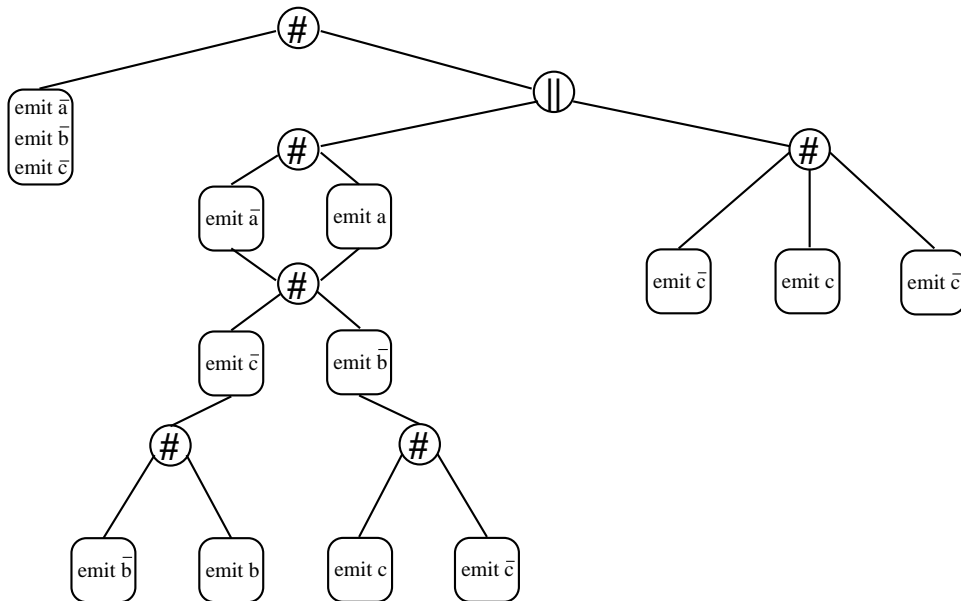 #
||
emit a̅
emit b̅
emit c̅
#
#
emit a̅
emit a
emit c̅
emit c
emit c̅
#
emit c̅
emit b̅
#
#
emit b̅
emit b
emit c
emit c̅